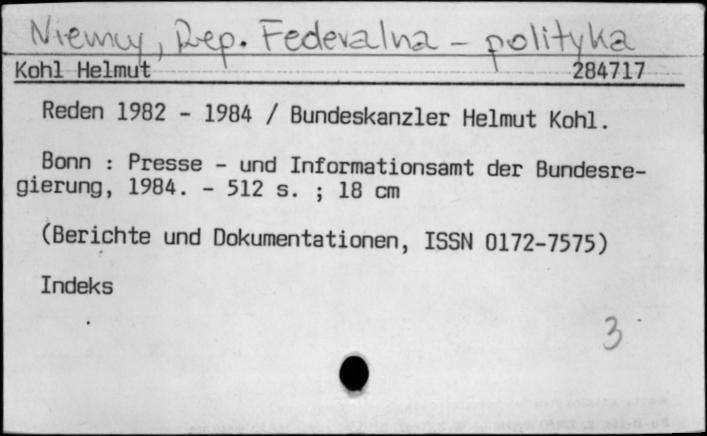 Niemcy, Rep. Federalna - polityka
Kohl Helmut 284717
Reden 1982 - 1984 / Bundeskanzler Helmut Kohl.
Bonn : Presse - und Informationsamt der Bundesre-
gierung, 1984. - 512 s. ; 18 cm
(Berichte und Dokumentationen, ISSN 0172-7575)
Indeks
3